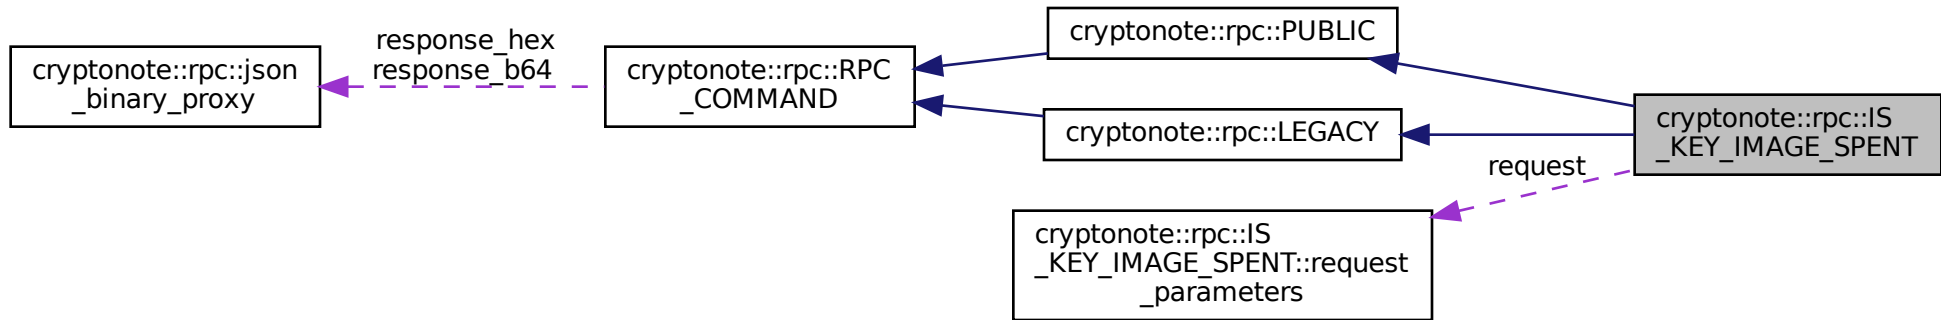 cryptonote::rpc::json
_binary_proxy
response_hex
response_b64
cryptonote::rpc::RPC
_COMMAND
cryptonote::rpc::PUBLIC
cryptonote::rpc::LEGACY
cryptonote::rpc::IS
_KEY_IMAGE_SPENT
request
cryptonote::rpc::IS
_KEY_IMAGE_SPENT::request
_parameters